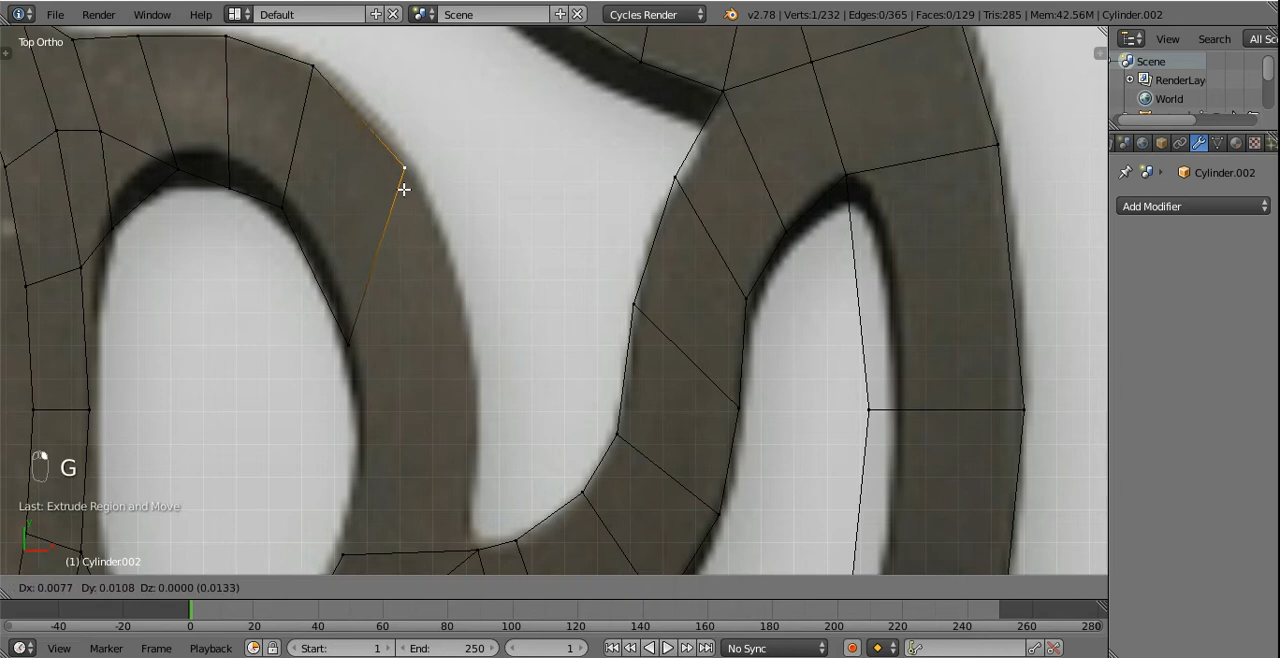 File Render Window Help Default Scene Cycles Render v2.78 | Verts:1/232 | Edges:0/365 | Faces:0/129 | Tris:285 | Mem:42.56M | Cylinder.002
Top Ortho
View Search All Sc
Scene
RenderLay
World
Cylinder.002
Add Modifier
G
Last: Extrude Region and Move
y
(1) Cylinder.002
Dx: 0.0077 Dy: 0.0108 Dz: 0.0000 (0.0133)
-40 -20 0 20 40 60 80 100 120 140 160 180 200 220 240 260 280
View Marker Frame Playback Start: 1 End: 250 1 No Sync